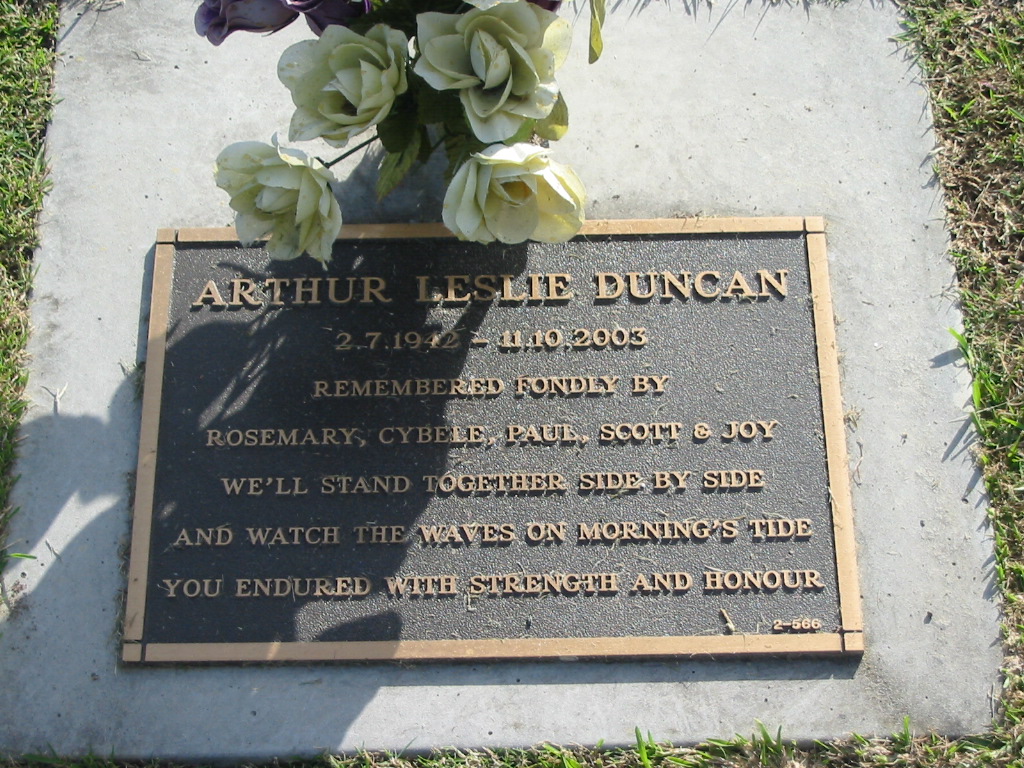 ARTHUR LESLIE DUNCAN
2.7.1942 - 11.10.2003
REMEMBERED FONDLY BY
ROSEMARY, CYBELE, PAUL, SCOTT & JOY
WE'LL STAND TOGETHER SIDE BY SIDE
AND WATCH THE WAVES ON MORNING'S TIDE
YOU ENDURED WITH STRENGTH AND HONOUR
2-566